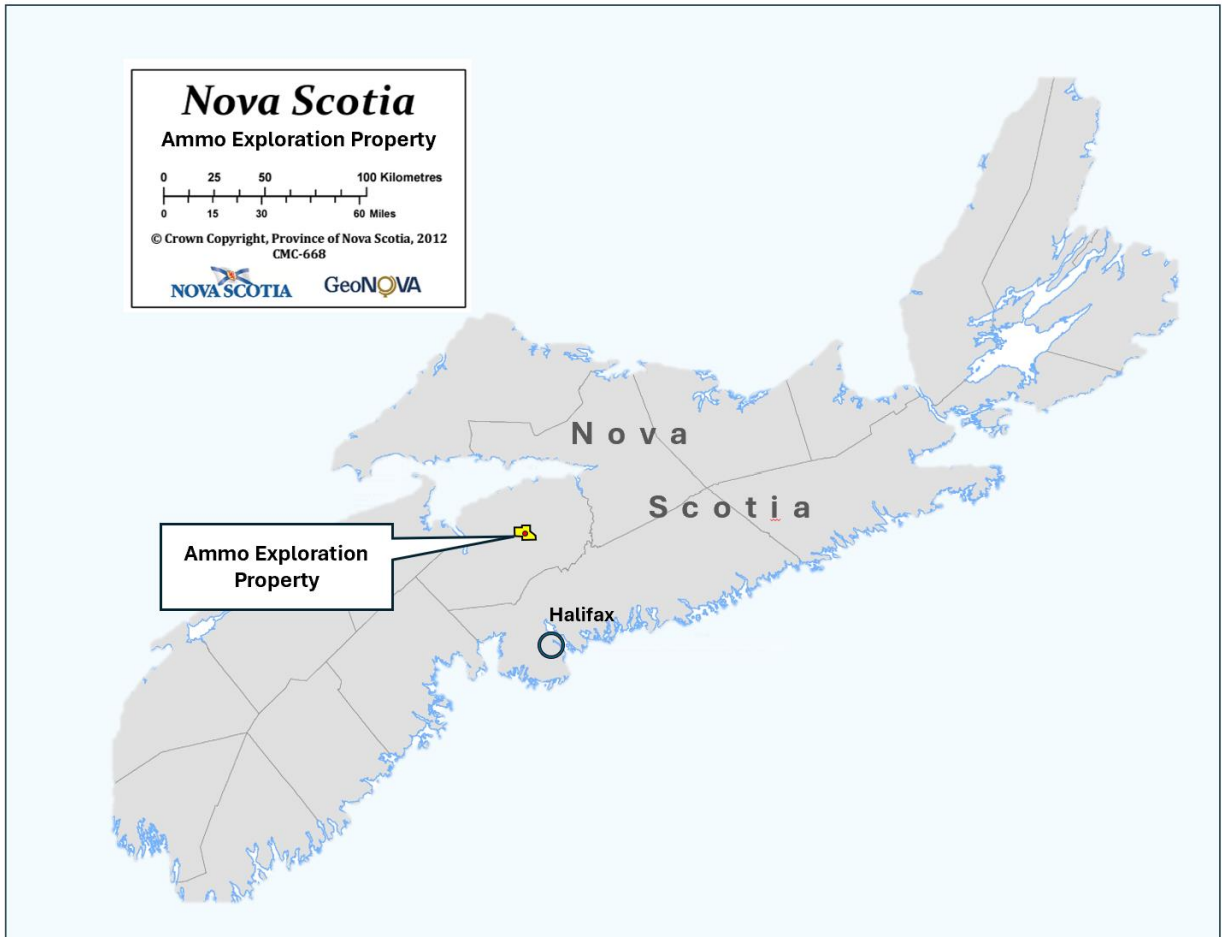 Nova Scotia
Ammo Exploration Property
0 25 50 100 Kilometres
0 15 30 60 Miles
© Crown Copyright, Province of Nova Scotia, 2012
CMC-668
NOVA SCOTIA GeoNOVA
Nova
Scotia
Ammo Exploration
Property
Halifax